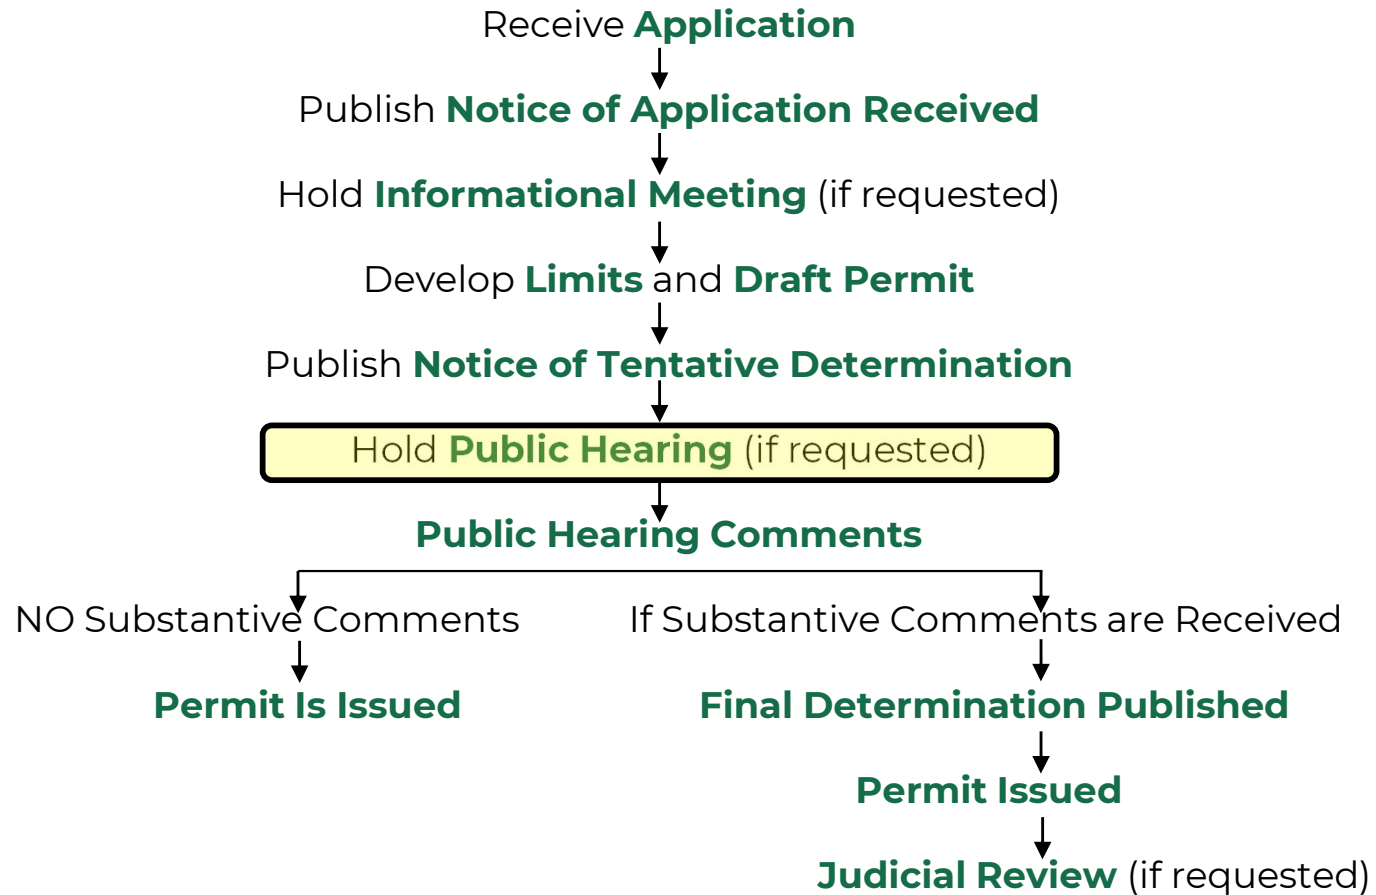 Receive Application
Publish Notice of Application Received
Hold Informational Meeting (if requested)
Develop Limits and Draft Permit
Publish Notice of Tentative Determination
Hold Public Hearing (if requested)
Public Hearing Comments
NO Substantive Comments
If Substantive Comments are Received
Permit Is Issued
Final Determination Published
Permit Issued
Judicial Review (if requested)